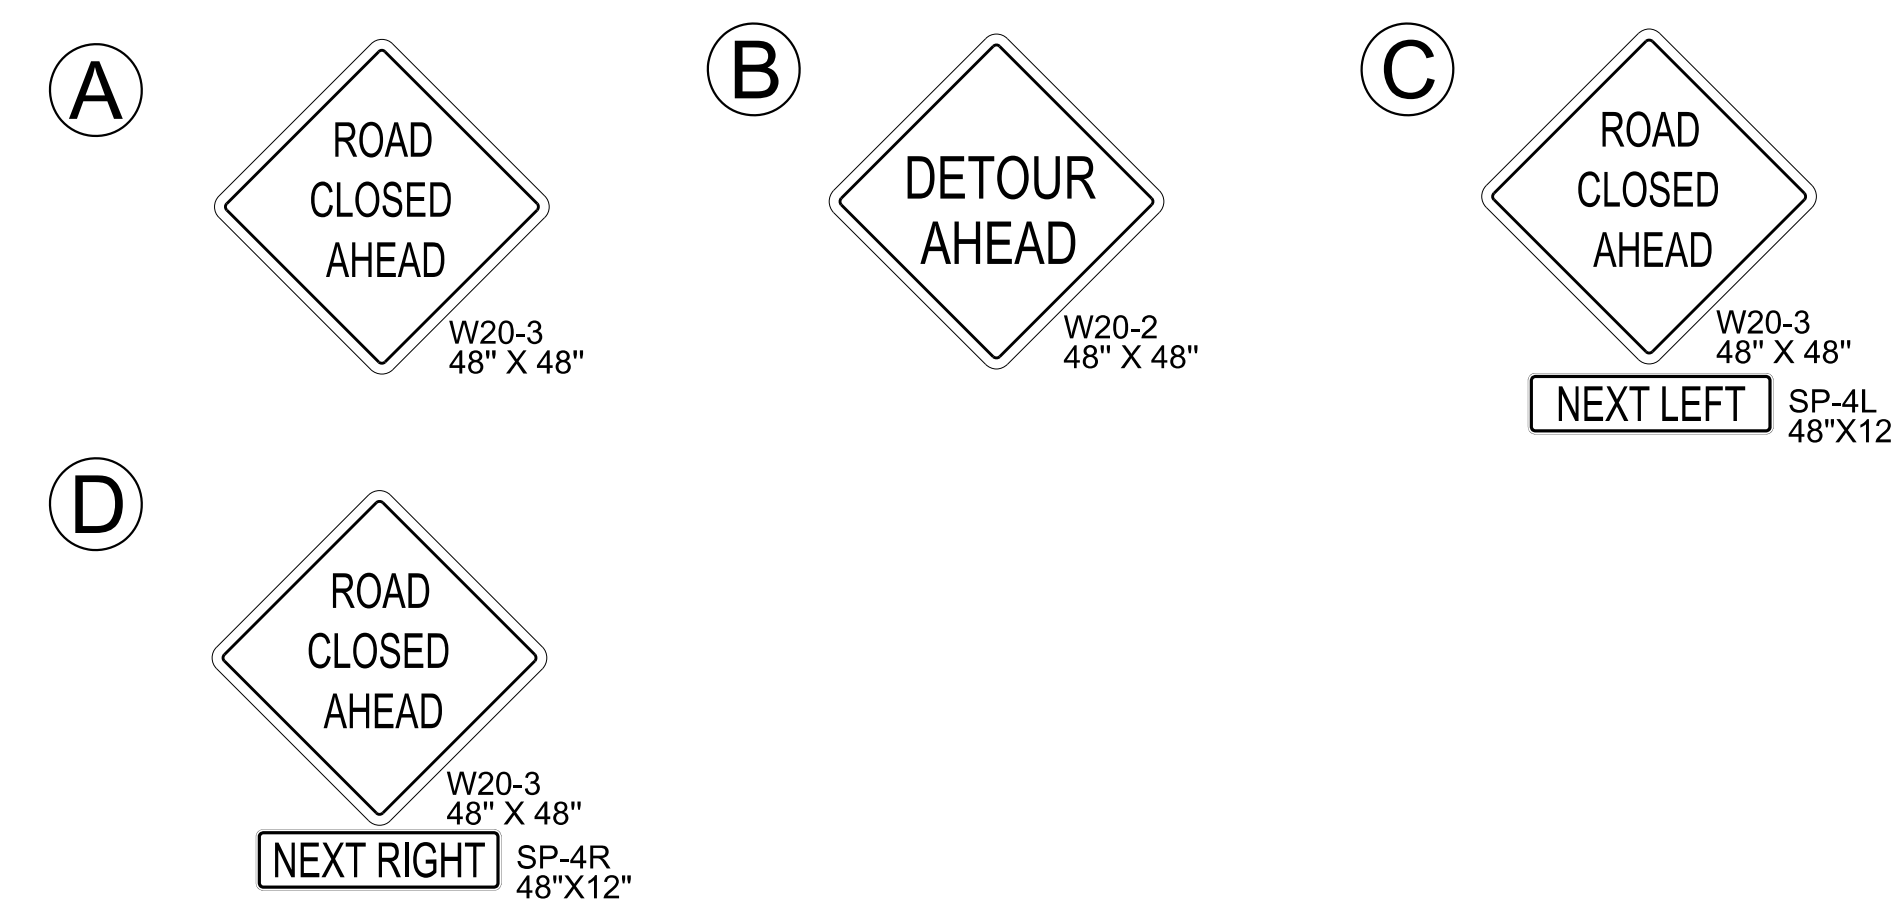 A
ROAD
CLOSED
AHEAD
W20-3
48" X 48"
B
DETOUR
AHEAD
W20-2
48" X 48"
C
ROAD
CLOSED
AHEAD
W20-3
48" X 48"
NEXT LEFT
SP-4L
48"X12
D
ROAD
CLOSED
AHEAD
W20-3
48" X 48"
NEXT RIGHT
SP-4R
48"X12"